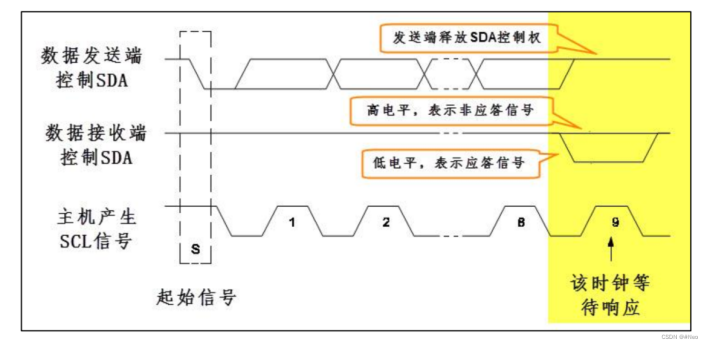 发送端释放SDA控制权
数据发送端
控制SDA
高电平，表示非应答信号
数据接收端
控制SDA
低电平，表示应答信号
主机产生
SCL信号
1
2
8
9
S
起始信号
该时钟等
待响应